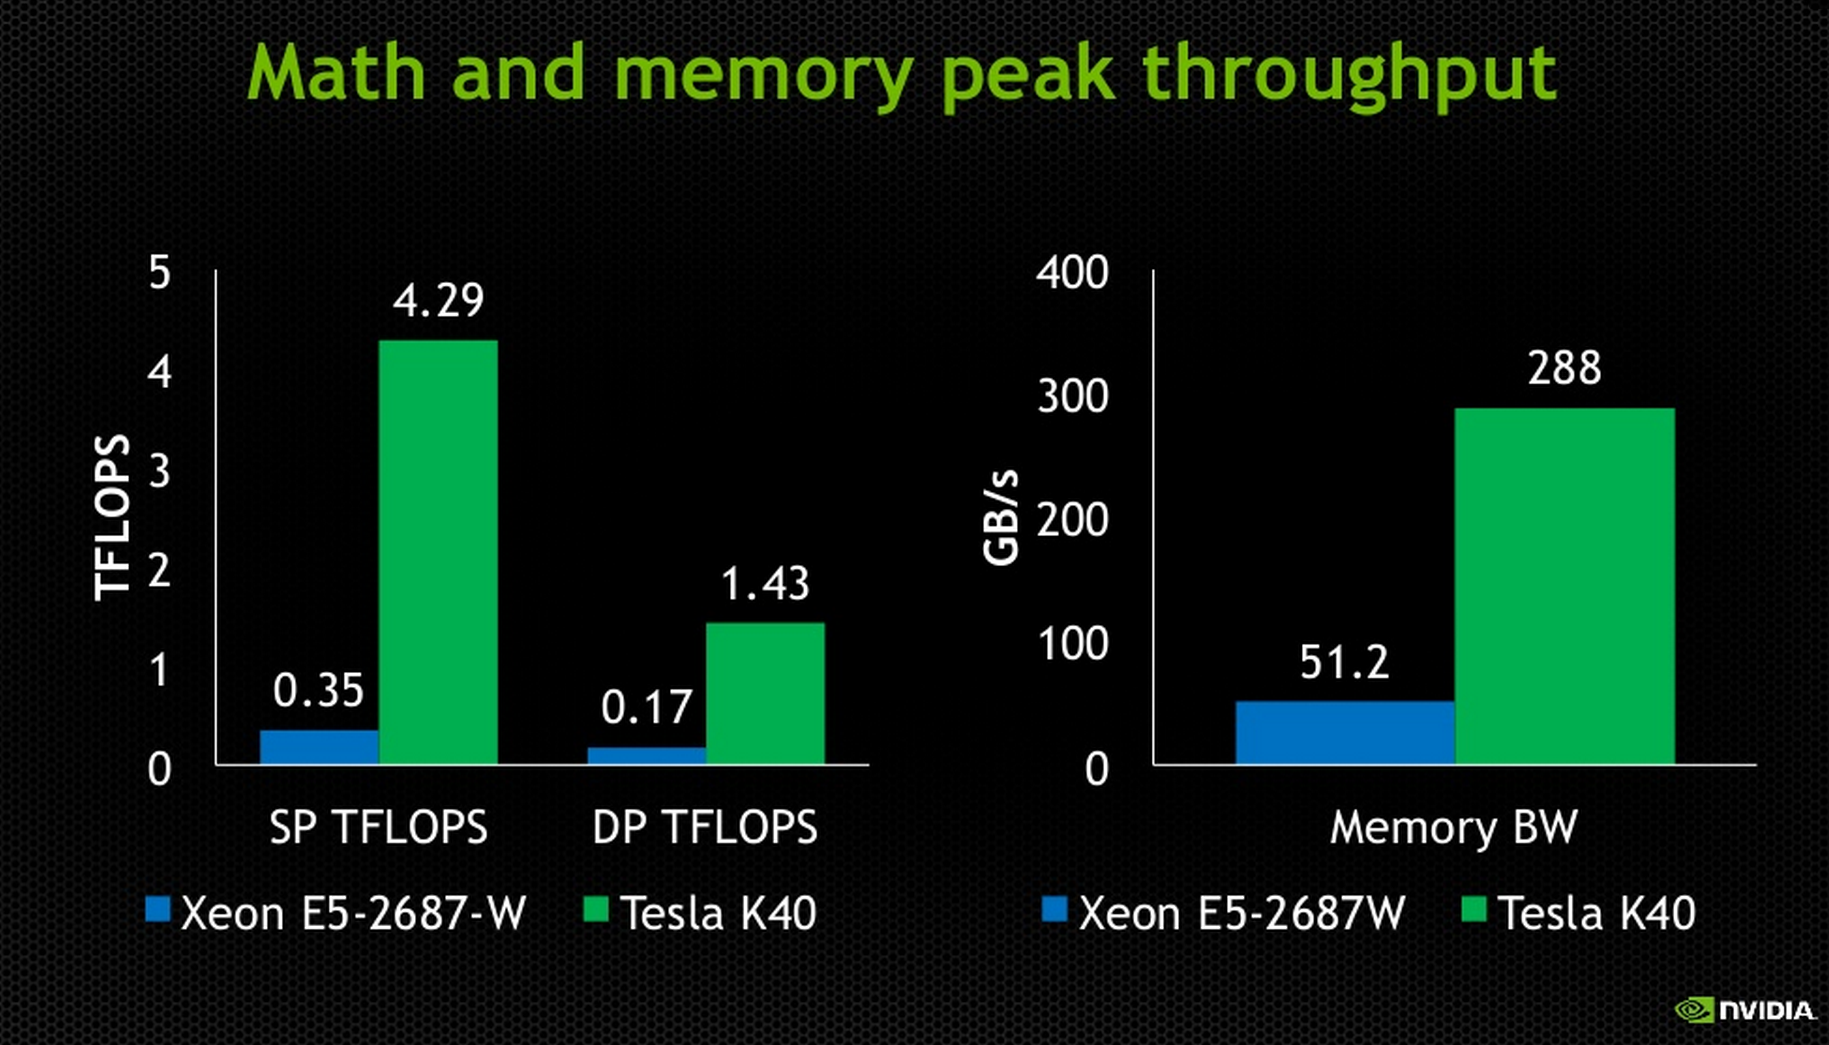 Math and memory peak throughput
TFLOPS
5
4
3
2
1
0
4.29
0.35
1.43
0.17
SP TFLOPS
DP TFLOPS
Xeon E5-2687-W
Tesla K40
GB/s
400
300
200
100
0
288
51.2
Memory BW
Xeon E5-2687W
Tesla K40
NVIDIA.